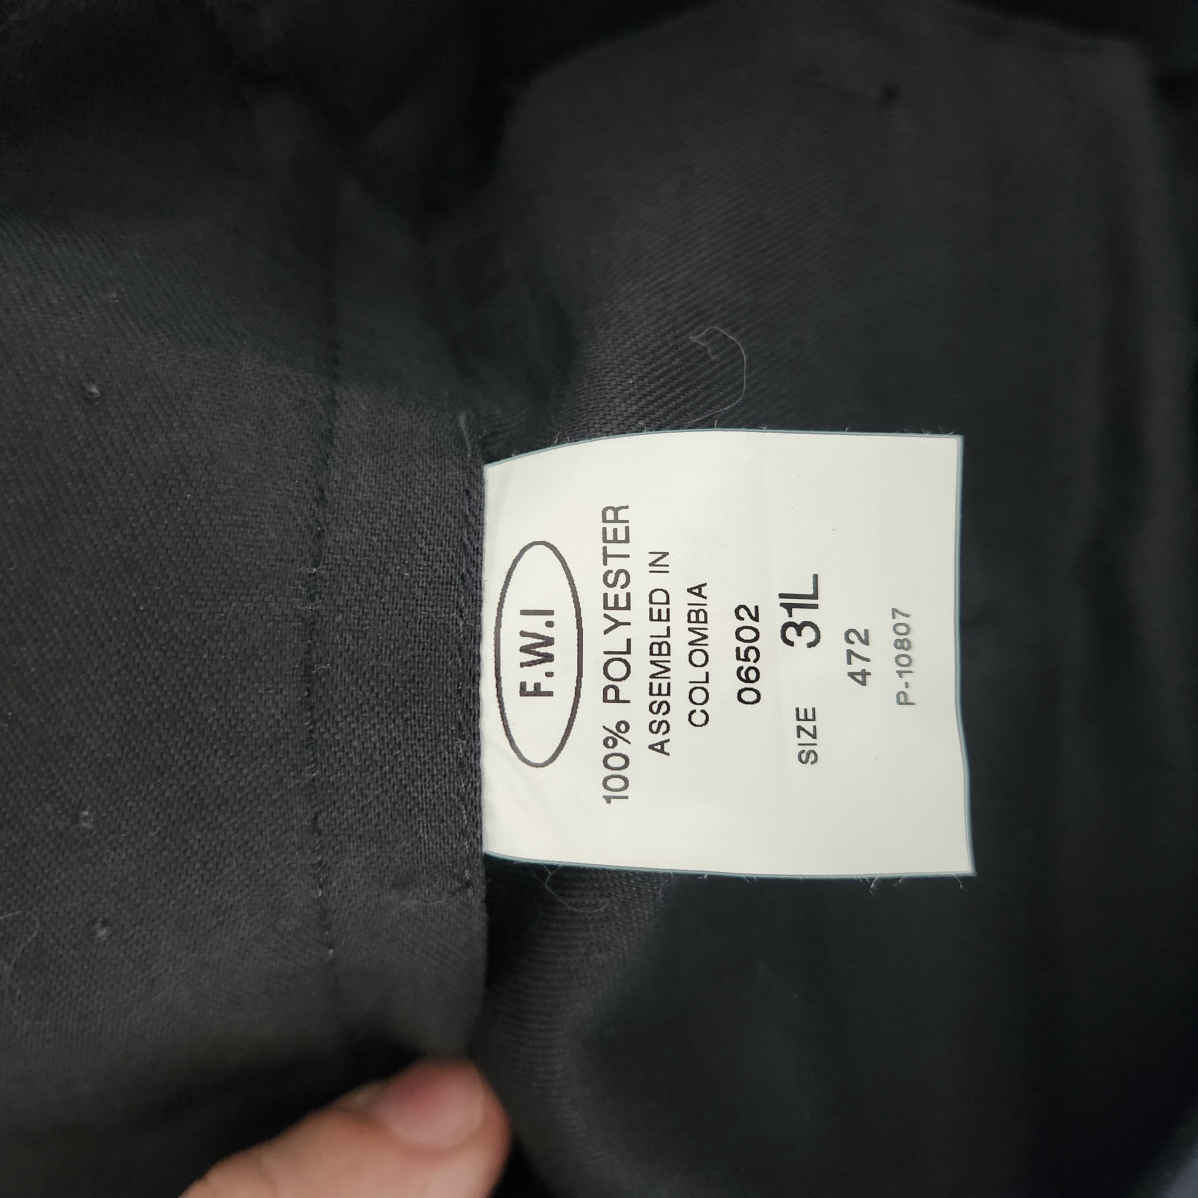 F.W.I
100% POLYESTER
ASSEMBLED IN
COLOMBIA
06502
SIZE 31L
472
P-10807